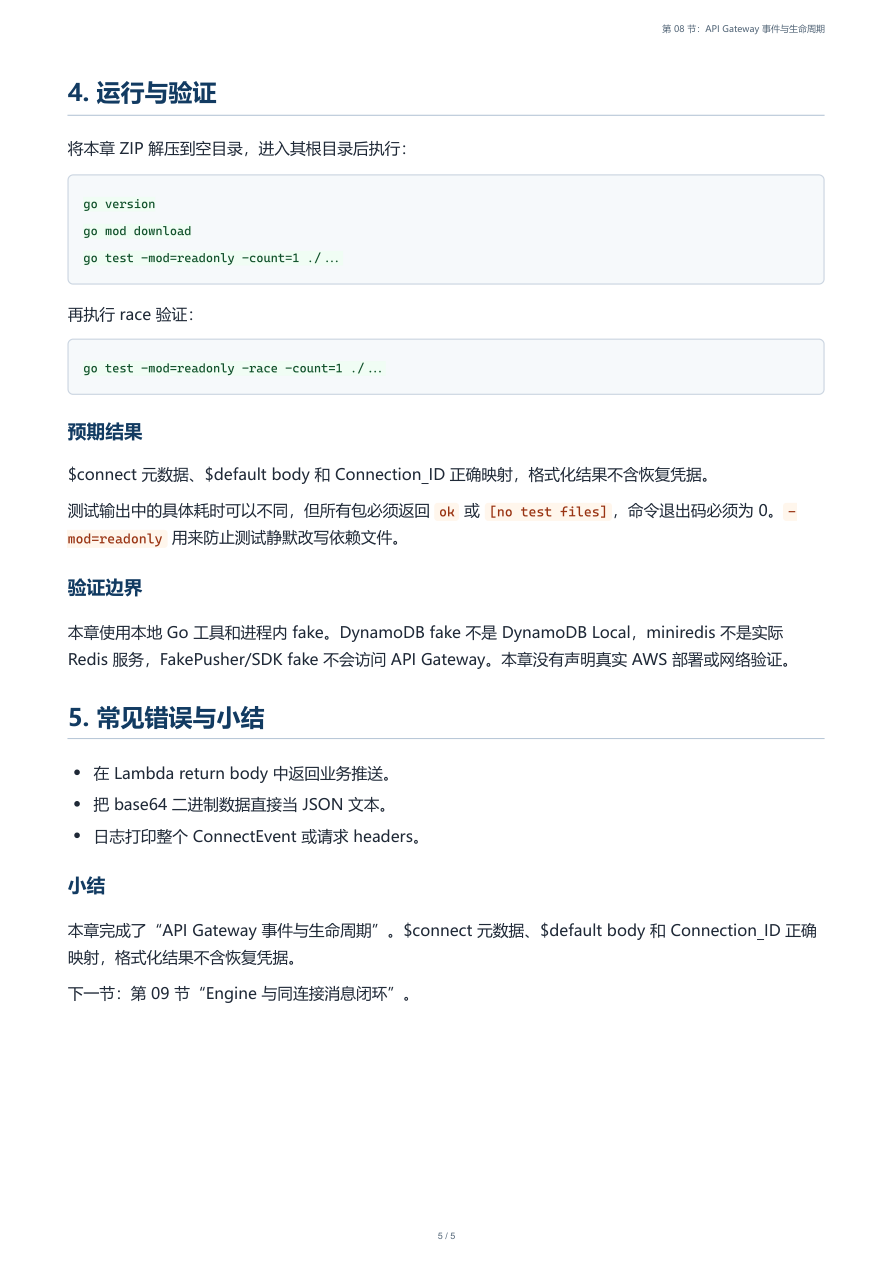 第 08 节：API Gateway 事件与生命周期
4. 运行与验证
将本章 ZIP 解压到空目录，进入其根目录后执行：
go version
go mod download
go test -mod=readonly -count=1 ./...
再执行 race 验证：
go test -mod=readonly -race -count=1 ./...
预期结果
$connect 元数据、$default body 和 Connection_ID 正确映射，格式化结果不含恢复凭据。
测试输出中的具体耗时可以不同，但所有包必须返回 ok 或 [no test files]，命令退出码必须为 0。-
mod=readonly 用来防止测试静默改写依赖文件。
验证边界
本章使用本地 Go 工具和进程内 fake。DynamoDB fake 不是 DynamoDB Local，miniredis 不是实际
Redis 服务，FakePusher/SDK fake 不会访问 API Gateway。本章没有声明真实 AWS 部署或网络验证。
5. 常见错误与小结
• 在 Lambda return body 中返回业务推送。
• 把 base64 二进制数据直接当 JSON 文本。
• 日志打印整个 ConnectEvent 或请求 headers。
小结
本章完成了“API Gateway 事件与生命周期”。$connect 元数据、$default body 和 Connection_ID 正确
映射，格式化结果不含恢复凭据。
下一节：第 09 节“Engine 与同连接消息闭环”。
5 / 5